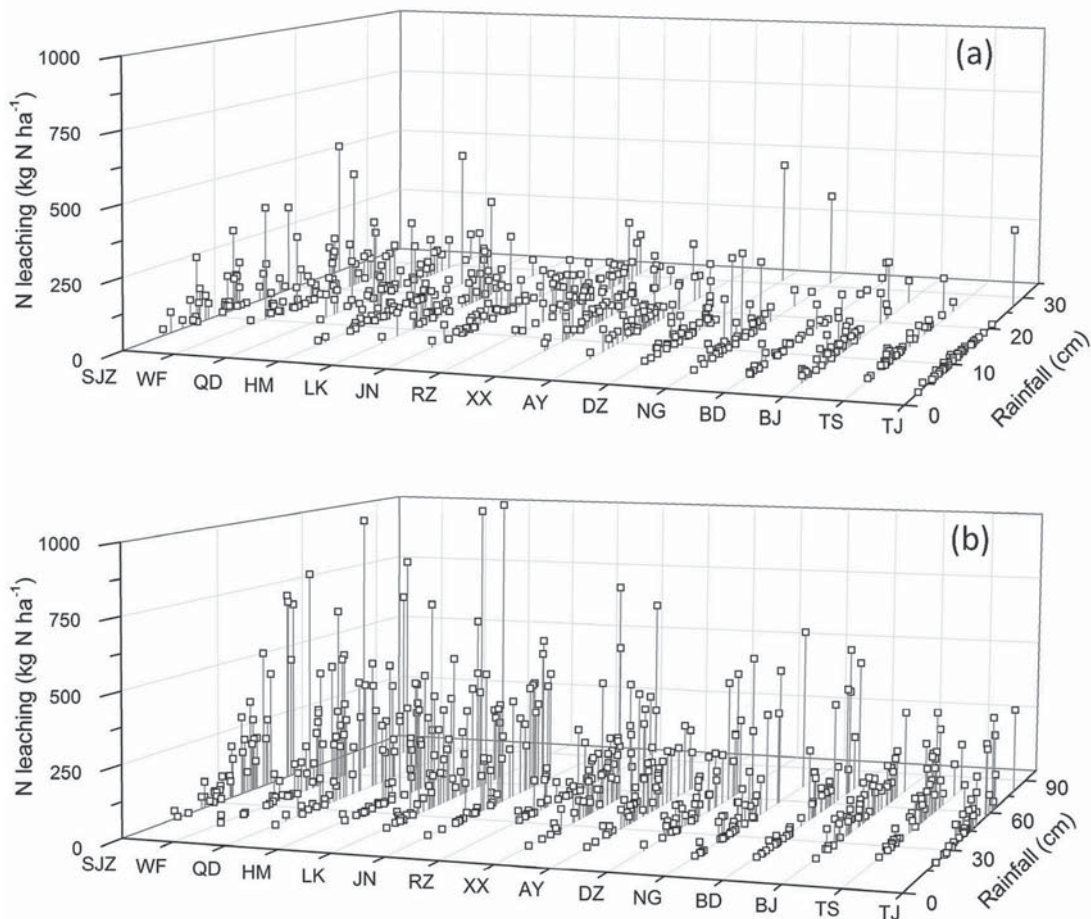 (a)
1000
750
500
250
0
N leaching (kg N ha⁻¹)
SJZ WF QD HM LK JN RZ XX AY DZ NG BD BJ TS TJ
0 10 20 30
Rainfall (cm)
(b)
1000
750
500
250
0
N leaching (kg N ha⁻¹)
SJZ WF QD HM LK JN RZ XX AY DZ NG BD BJ TS TJ
0 30 60 90
Rainfall (cm)